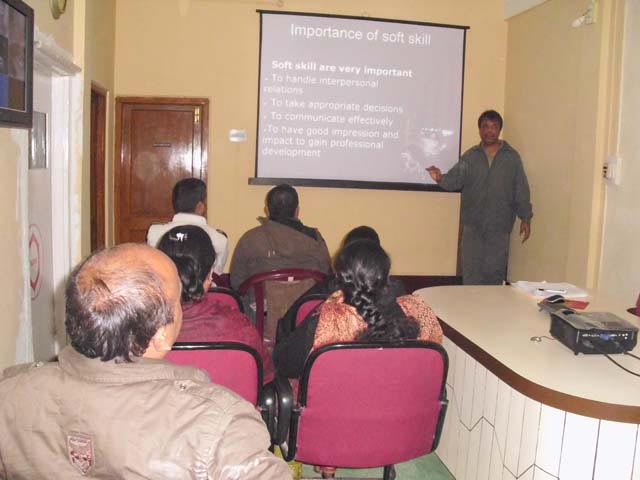 Importance of soft skill
Soft skill are very important
- To handle interpersonal
relations
- To take appropriate decisions
- To communicate effectively
-To have good impression and
impact to gain professional
development